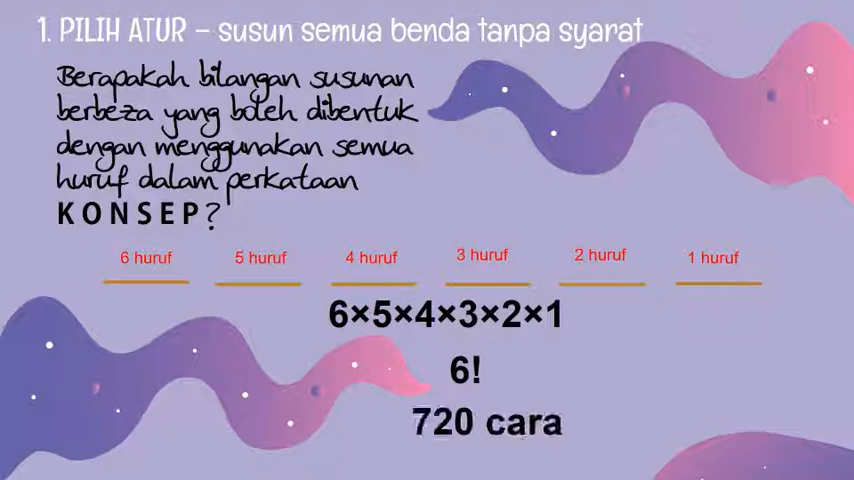 1. PILIH ATUR – susun semua benda tanpa syarat
Berapakah bilangan susunan
berbeza yang boleh dibentuk
dengan menggunakan semua
huruf dalam perkataan
KONSEP?
6 huruf 5 huruf 4 huruf 3 huruf 2 huruf 1 huruf
6×5×4×3×2×1
6!
720 cara